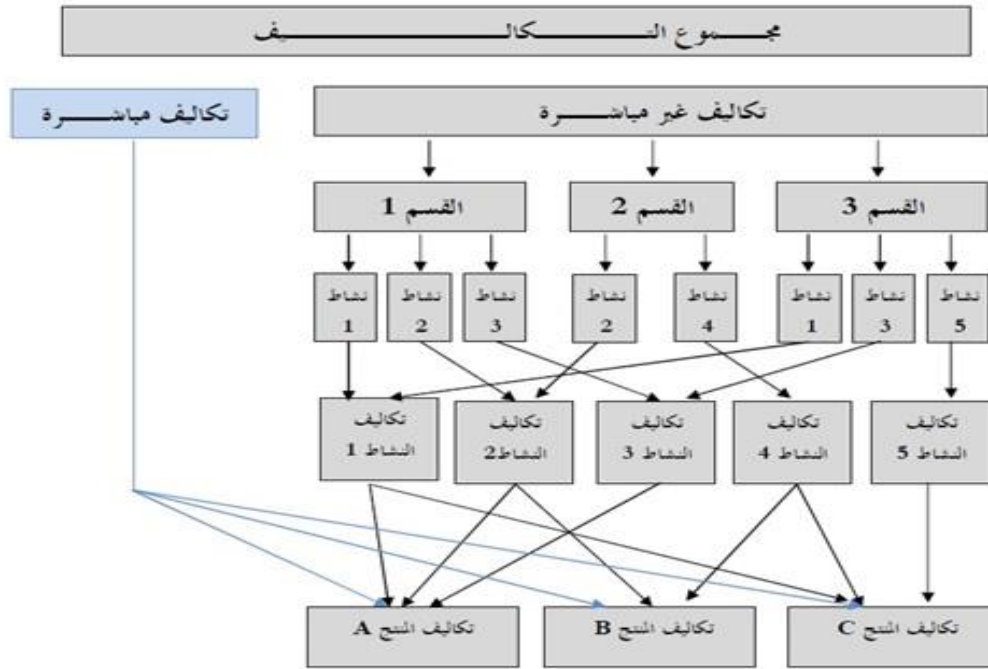 مجموع التكاليف
تكاليف غير مباشرة
تكاليف مباشرة
القسم 3
القسم 2
القسم 1
نشاط
5
نشاط
3
نشاط
1
نشاط
4
نشاط
2
نشاط
3
نشاط
2
نشاط
1
تكاليف
النشاط 5
تكاليف
النشاط 4
تكاليف
النشاط 3
تكاليف
النشاط2
تكاليف
النشاط 1
تكاليف المنتج C
تكاليف المنتج B
تكاليف المنتج A